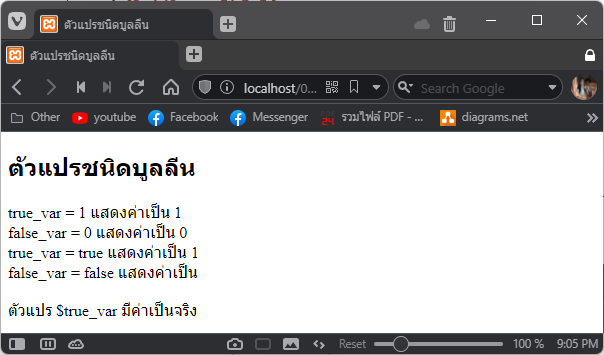 ตัวแปรชนิดบูลลีน
ตัวแปรชนิดบูลลีน
localhost/0...
Search Google
Other
youtube
Facebook
Messenger
24
รวมไฟล์ PDF - ...
diagrams.net
ตัวแปรชนิดบูลลีน
true_var = 1 แสดงค่าเป็น 1
false_var = 0 แสดงค่าเป็น 0
true_var = true แสดงค่าเป็น 1
false_var = false แสดงค่าเป็น
ตัวแปร $true_var มีค่าเป็นจริง
Reset
100 %
9:05 PM